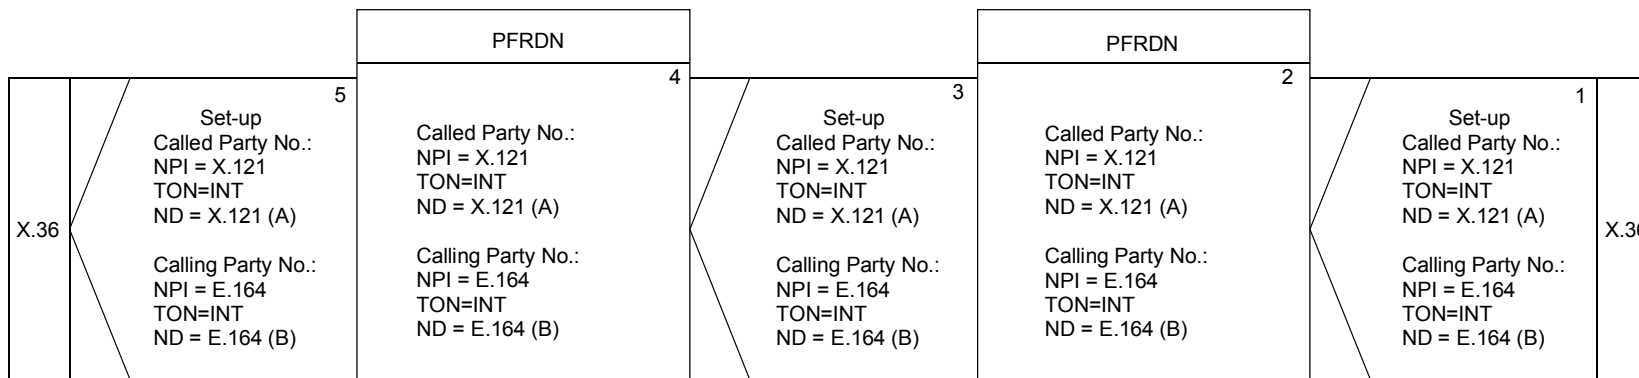 PFRDN
PFRDN
X.36
5
Set-up
Called Party No.:
NPI = X.121
TON=INT
ND = X.121 (A)
Calling Party No.:
NPI = E.164
TON=INT
ND = E.164 (B)
4
Called Party No.:
NPI = X.121
TON=INT
ND = X.121 (A)
Calling Party No.:
NPI = E.164
TON=INT
ND = E.164 (B)
3
Set-up
Called Party No.:
NPI = X.121
TON=INT
ND = X.121 (A)
Calling Party No.:
NPI = E.164
TON=INT
ND = E.164 (B)
2
Called Party No.:
NPI = X.121
TON=INT
ND = X.121 (A)
Calling Party No.:
NPI = E.164
TON=INT
ND = E.164 (B)
1
Set-up
Called Party No.:
NPI = X.121
TON=INT
ND = X.121 (A)
Calling Party No.:
NPI = E.164
TON=INT
ND = E.164 (B)